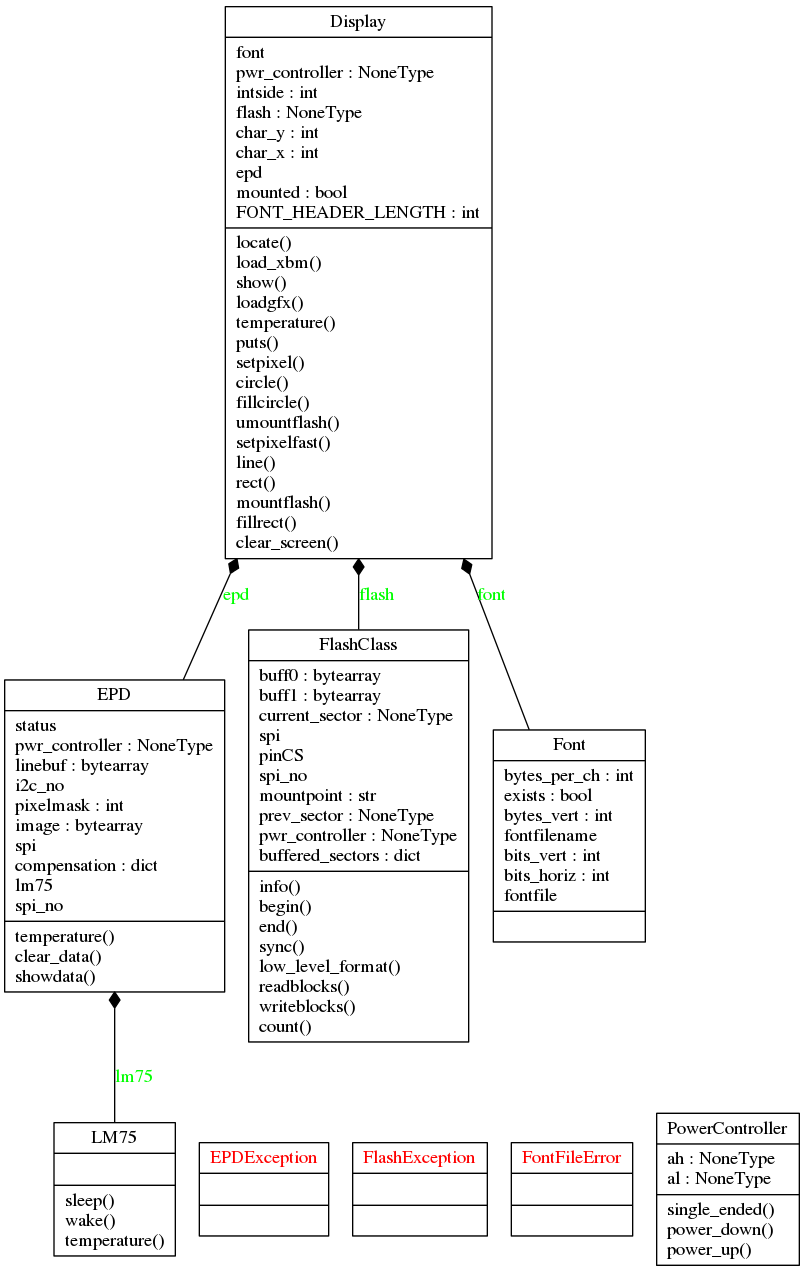 Display
font
pwr_controller : NoneType
intside : int
flash : NoneType
char_y : int
char_x : int
epd
mounted : bool
FONT_HEADER_LENGTH : int
locate()
load_xbm()
show()
loadgfx()
temperature()
puts()
setpixel()
circle()
fillcircle()
umountflash()
setpixelfast()
line()
rect()
mountflash()
fillrect()
clear_screen()
epd
flash
font
EPD
status
pwr_controller : NoneType
linebuf : bytearray
i2c_no
pixelmask : int
image : bytearray
spi
compensation : dict
lm75
spi_no
temperature()
clear_data()
showdata()
FlashClass
buff0 : bytearray
buff1 : bytearray
current_sector : NoneType
spi
pinCS
spi_no
mountpoint : str
prev_sector : NoneType
pwr_controller : NoneType
buffered_sectors : dict
info()
begin()
end()
sync()
low_level_format()
readblocks()
writeblocks()
count()
Font
bytes_per_ch : int
exists : bool
bytes_vert : int
fontfilename
bits_vert : int
bits_horiz : int
fontfile
lm75
LM75
sleep()
wake()
temperature()
EPDException
FlashException
FontFileError
PowerController
ah : NoneType
al : NoneType
single_ended()
power_down()
power_up()